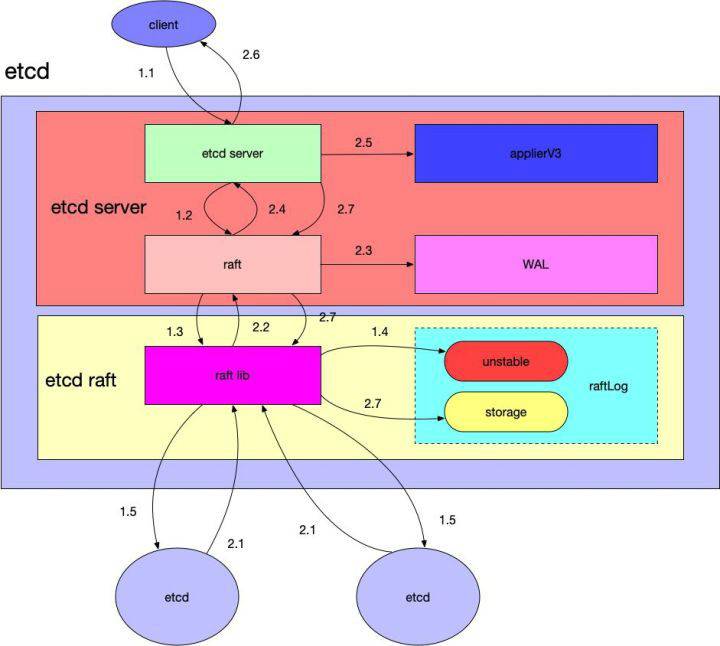 client
1.1
2.6
etcd
etcd server
2.5
applierV3
etcd server
1.2
2.4
2.7
raft
2.3
WAL
1.3
2.2
2.7
1.4
etcd raft
raft lib
unstable
raftLog
2.7
storage
1.5
2.1
2.1
1.5
etcd
etcd